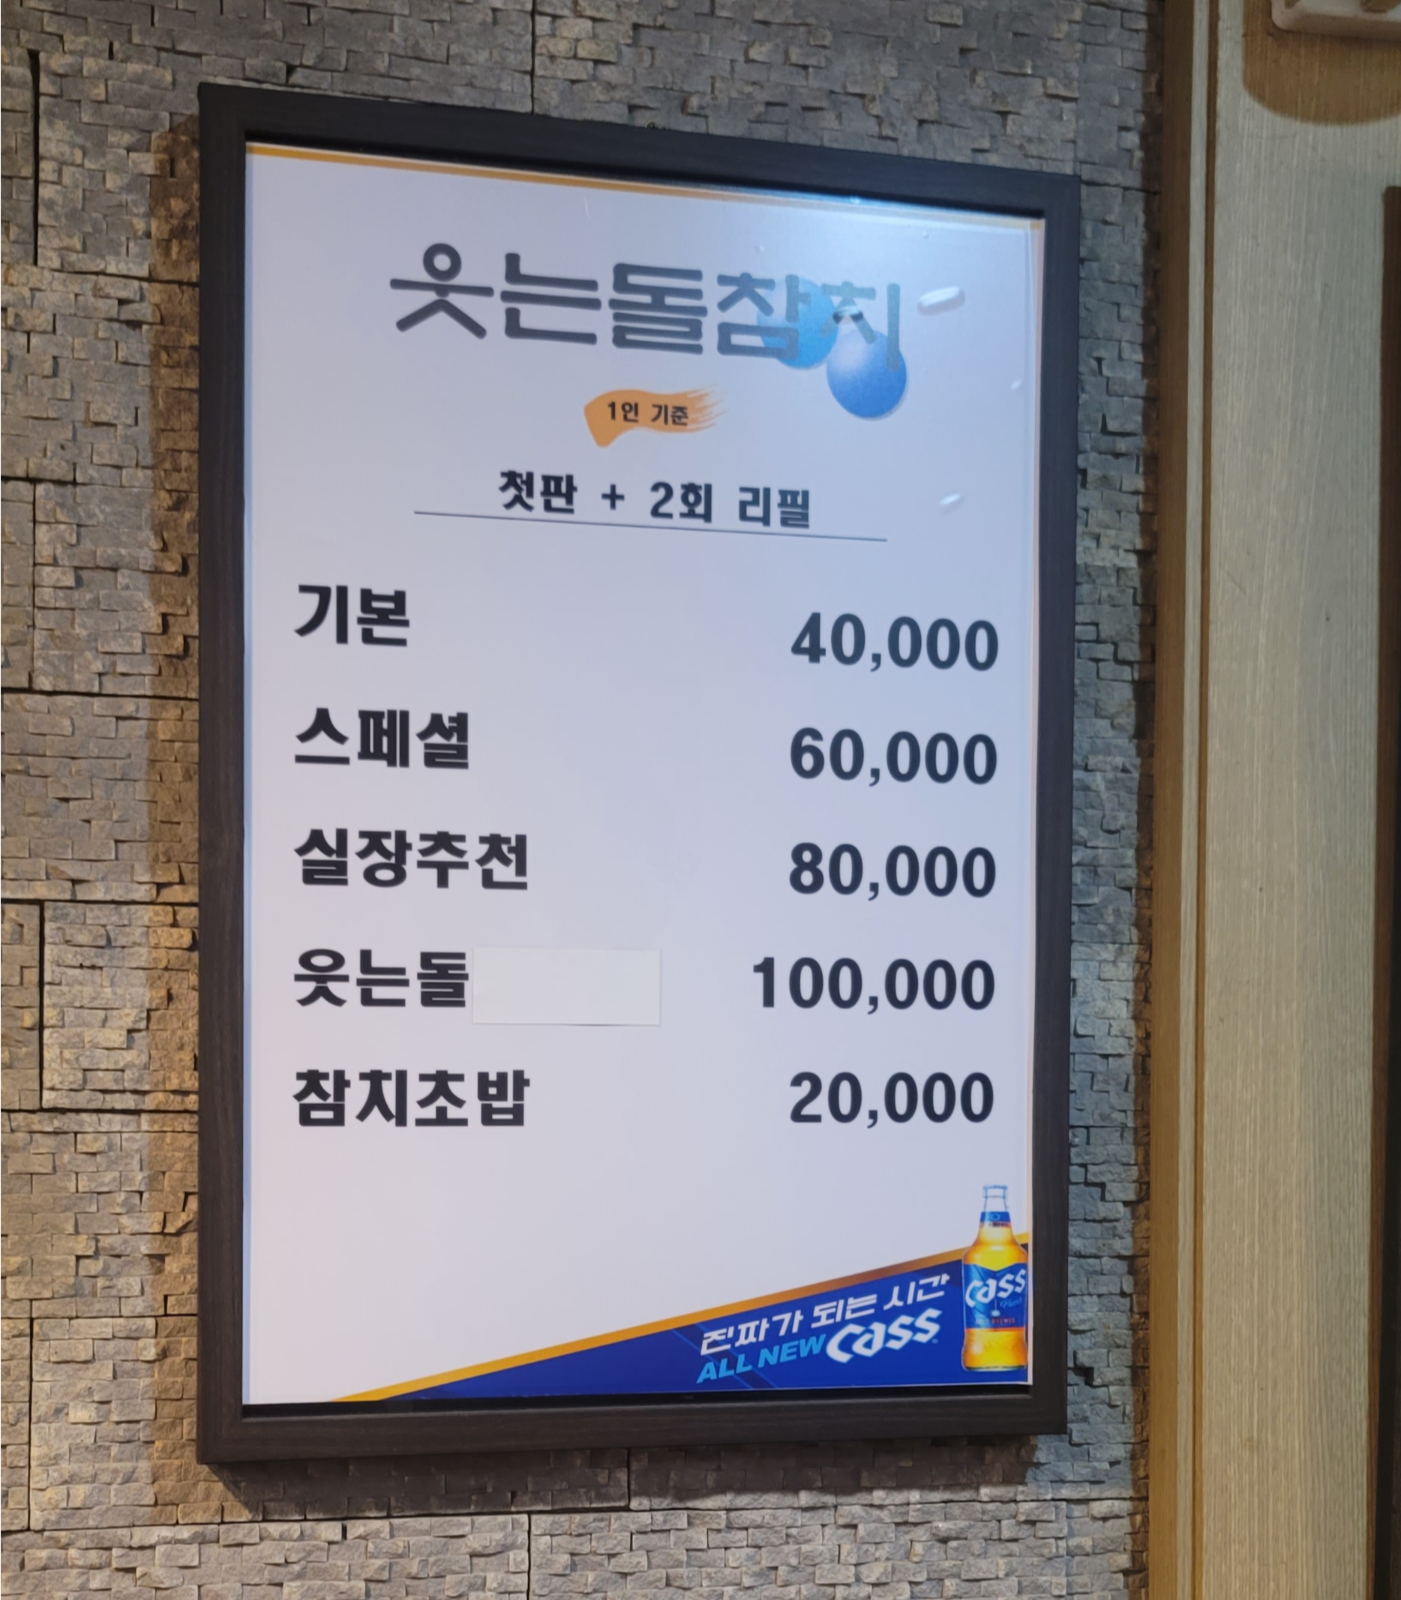 웃는돌참치
1인 기준
첫판 + 2회 리필
기본 40,000
스페셜 60,000
실장추천 80,000
웃는돌 100,000
참치초밥 20,000
진짜가 되는 시간
ALL NEW Cass
Cass